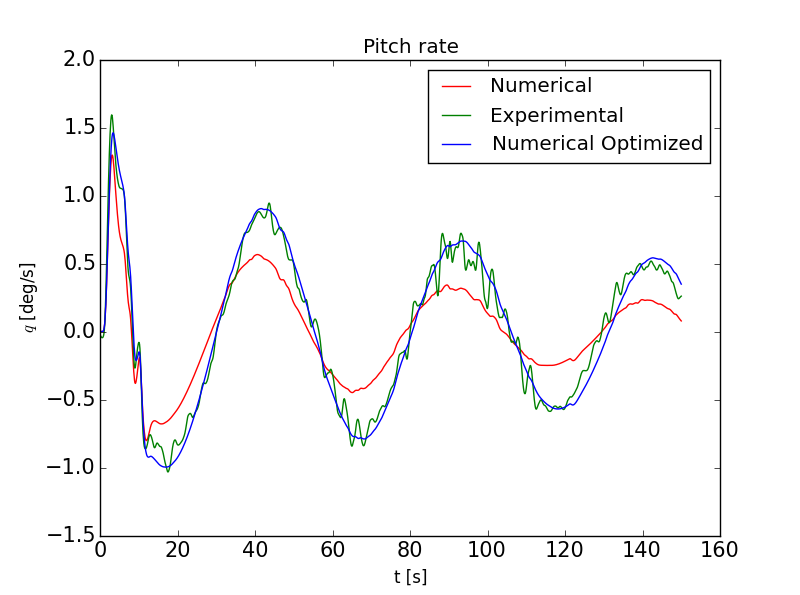 Pitch rate
Numerical
Experimental
Numerical Optimized
2.0
1.5
1.0
0.5
0.0
−0.5
−1.0
−1.5
q [deg/s]
0 20 40 60 80 100 120 140 160
t [s]